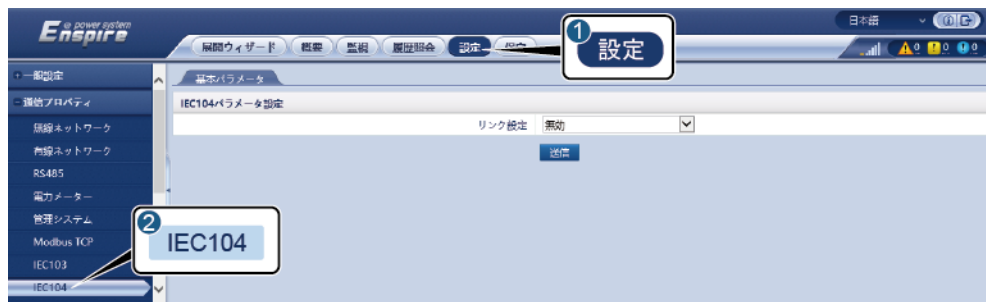 e power system
Enspire
日本語
展開ウィザード 概要 監視 履歴照会 設定
1
設定
0 0 0
一般設定
基本パラメータ
通信プロパティ
IEC104パラメータ設定
無線ネットワーク
リンク設定 無効
有線ネットワーク
送信
RS485
電力メーター
管理システム
2
IEC104
Modbus TCP
IEC103
IEC104